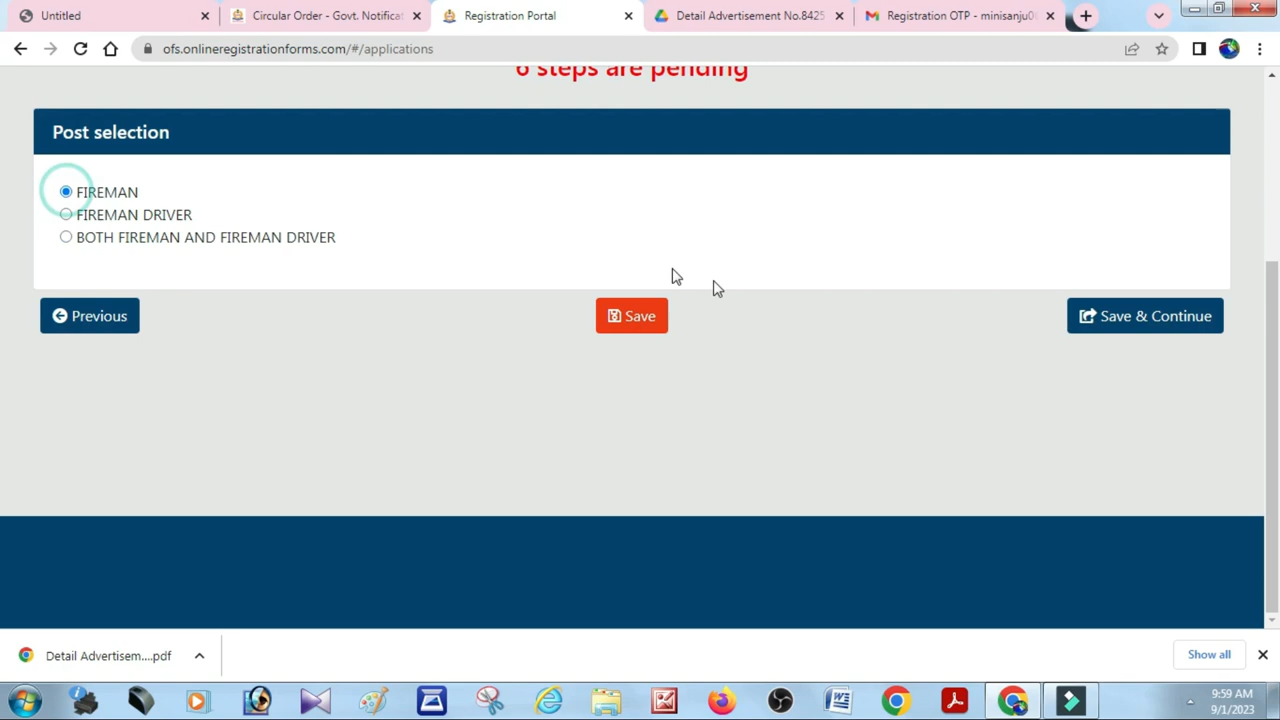 Untitled
Circular Order - Govt. Notificat
Registration Portal
Detail Advertisement No.8425
Registration OTP - minisanju0
ofs.onlineregistrationforms.com/#/applications
6 steps are pending
Post selection
FIREMAN
FIREMAN DRIVER
BOTH FIREMAN AND FIREMAN DRIVER
Previous
Save
Save & Continue
Detail Advertisem....pdf
Show all
9:59 AM
9/1/2023